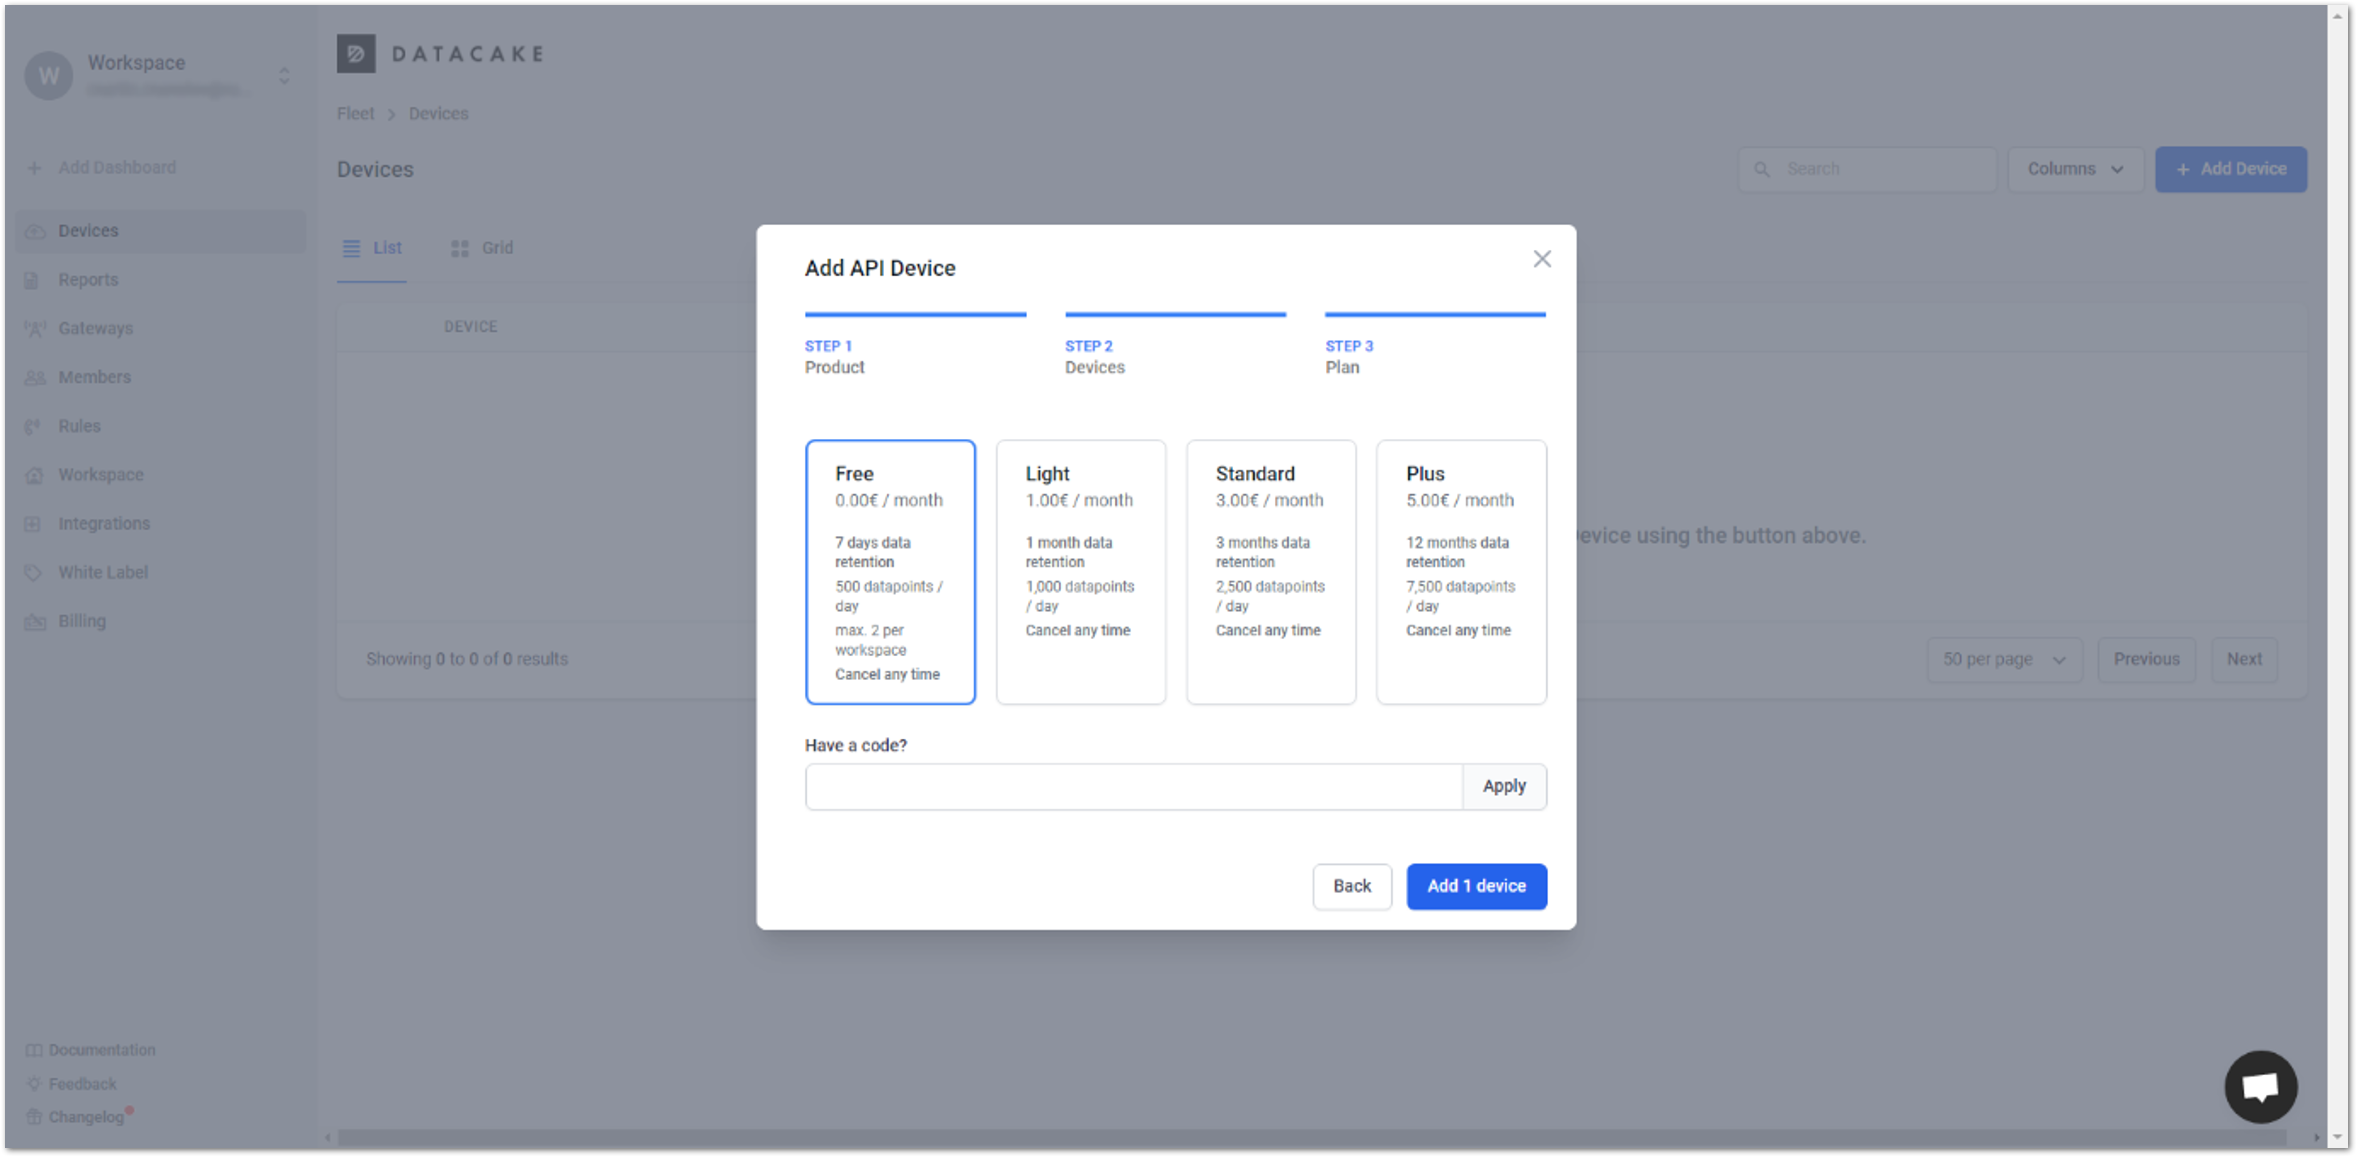 W
Workspace
DATACAKE
Fleet > Devices
Add Dashboard
Devices
Search
Columns
+ Add Device
Devices
Reports
Gateways
Members
Rules
Workspace
Integrations
White Label
Billing
List
Grid
DEVICE
evice using the button above.
Showing 0 to 0 of 0 results
50 per page
Previous
Next
Add API Device
STEP 1
Product
STEP 2
Devices
STEP 3
Plan
Free
0.00€ / month
7 days data
retention
500 datapoints /
day
max. 2 per
workspace
Cancel any time
Light
1.00€ / month
1 month data
retention
1,000 datapoints
/ day
Cancel any time
Standard
3.00€ / month
3 months data
retention
2,500 datapoints
/ day
Cancel any time
Plus
5.00€ / month
12 months data
retention
7,500 datapoints
/ day
Cancel any time
Have a code?
Apply
Back
Add 1 device
Documentation
Feedback
Changelog